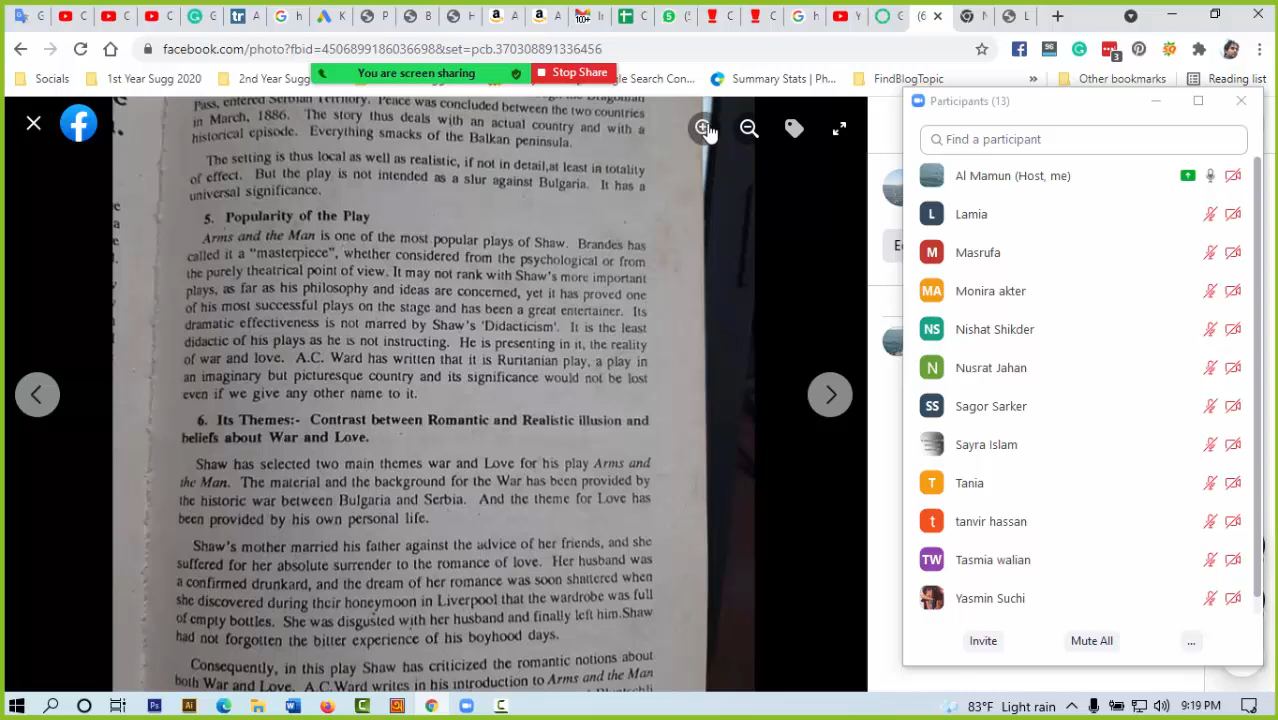 C
C
C
G
tr
A
h
K
P
B
H
A
A
100+
Ii
C
(
C
C
h
Y
(6
N
L
facebook.com/photo?fbid=4506899186036698&set=pcb.370308891336456
96
3
Socials
1st Year Sugg 2020
2nd Year Sugg
gle Search Con...
Summary Stats | Ph...
FindBlogTopic
»
Other bookmarks
Reading list
You are screen sharing
Stop Share
Pass, entered Serbian Territory. Peace was concluded between the two countries
in March, 1886. The story thus deals with an actual country and with a
historical episode. Everything smacks of the Balkan peninsula.
The setting is thus local as well as realistic, if not in detail,at least in totality
of effect. But the play is not intended as a slur against Bulgaria. It has a
universal significance.
5. Popularity of the Play
Arms and the Man is one of the most popular plays of Shaw. Brandes has
called it a "masterpiece", whether considered from the psychological or from
the purely theatrical point of view. It may not rank with Shaw's more important
plays, as far as his philosophy and ideas are concerned, yet it has proved one
of his most successful plays on the stage and has been a great entertainer. Its
dramatic effectiveness is not marred by Shaw's 'Didacticism'. It is the least
didactic of his plays as he is not instructing. He is presenting in it, the reality
of war and love. A.C. Ward has written that it is Ruritanian play, a play in
an imaginary but picturesque country and its significance would not be lost
even if we give any other name to it.
6. Its Themes:- Contrast between Romantic and Realistic illusion and
beliefs about War and Love.
Shaw has selected two main themes war and Love for his play Arms and
the Man. The material and the background for the War has been provided by
the historic war between Bulgaria and Serbia. And the theme for Love has
been provided by his own personal life.
Shaw's mother married his father against the advice of her friends, and she
suffered for her absolute surrender to the romance of love. Her husband was
a confirmed drunkard, and the dream of her romance was soon shattered when
she discovered during their honeymoon in Liverpool that the wardrobe was full
of empty bottles. She was disgusted with her husband and finally left him.Shaw
had not forgotten the bitter experience of his boyhood days.
Consequently, in this play Shaw has criticized the romantic notions about
both War and Love. A.C.Ward writes in his introduction to Arms and the Man
Participants (13)
Find a participant
Al Mamun (Host, me)
L Lamia
M Masrufa
MA Monira akter
NS Nishat Shikder
N Nusrat Jahan
SS Sagor Sarker
Sayra Islam
T Tania
t tanvir hassan
TW Tasmia walian
Yasmin Suchi
Invite
Mute All
...
83°F Light rain
9:19 PM